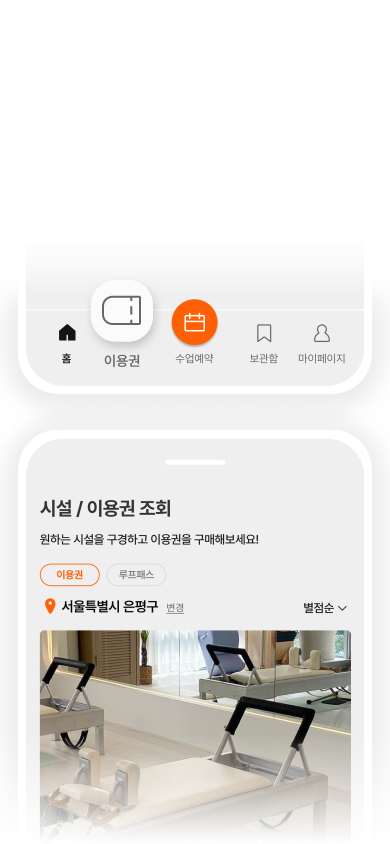 홈
이용권
수업예약
보관함
마이페이지
시설 / 이용권 조회
원하는 시설을 구경하고 이용권을 구매해보세요!
이용권
루프패스
서울특별시 은평구 변경
별점순